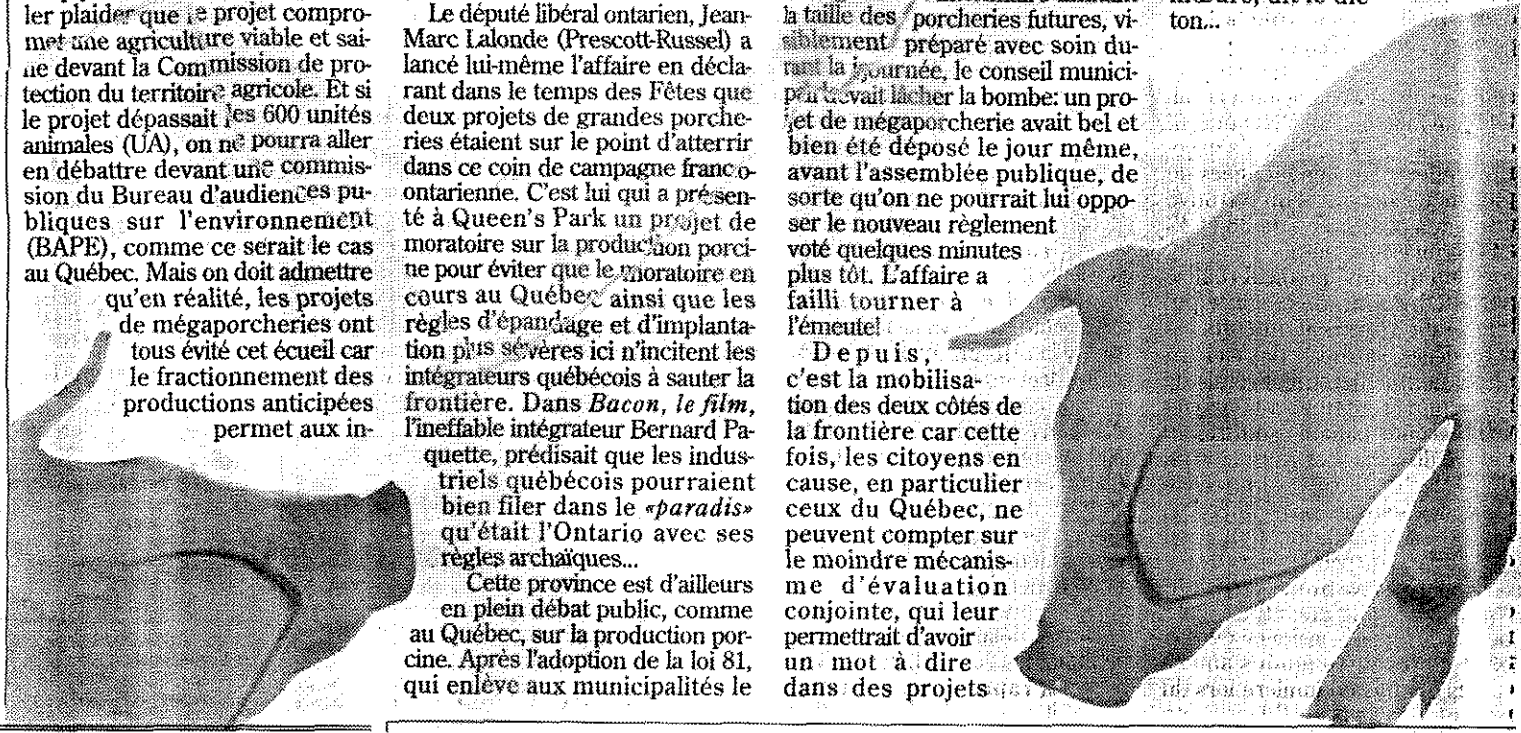 ler plaider que le projet compro-
met une agriculture viable et sai-
ne devant la Commission de pro-
tection du territoire agricole. Et si
le projet dépassait les 600 unités
animales (UA), on ne pourra aller
en débattre devant une commis-
sion du Bureau d'audiences pu-
bliques sur l'environnement
(BAPE), comme ce serait le cas
au Québec. Mais on doit admettre
qu'en réalité, les projets
de mégaporcheries ont
tous évité cet écueil car
le fractionnement des
productions anticipées
permet aux in-
Le député libéral ontarien, Jean-
Marc Lalonde (Prescott-Russel) a
lancé lui-même l'affaire en décla-
rant dans le temps des Fêtes que
deux projets de grandes porche-
ries étaient sur le point d'atterrir
dans ce coin de campagne franco-
ontarienne. C'est lui qui a présen-
té à Queen's Park un projet de
moratoire sur la production porci-
ne pour éviter que le moratoire en
cours au Québec ainsi que les
règles d'épandage et d'implanta-
tion plus sévères ici n'incitent les
intégrateurs québécois à sauter la
frontière. Dans Bacon, le film,
l'ineffable intégrateur Bernard Pa-
quette, prédisait que les indus-
triels québécois pourraient
bien filer dans le «paradis»
qu'était l'Ontario avec ses
règles archaïques...
Cette province est d'ailleurs
en plein débat public, comme
au Québec, sur la production por-
cine. Après l'adoption de la loi 81,
qui enlève aux municipalités le
la taille des porcheries futures, vi-
siblement préparé avec soin du-
rant la journée, le conseil munici-
pal devait lâcher la bombe: un pro-
jet de mégaporcherie avait bel et
bien été déposé le jour même,
avant l'assemblée publique, de
sorte qu'on ne pourrait lui oppo-
ser le nouveau règlement
voté quelques minutes
plus tôt. L'affaire a
failli tourner à
l'émeute!
Depuis,
c'est la mobilisa-
tion des deux côtés de
la frontière car cette
fois, les citoyens en
cause, en particulier
ceux du Québec, ne
peuvent compter sur
le moindre mécanis-
me d'évaluation
conjointe, qui leur
permettrait d'avoir
un mot à dire
dans des projets
ton...